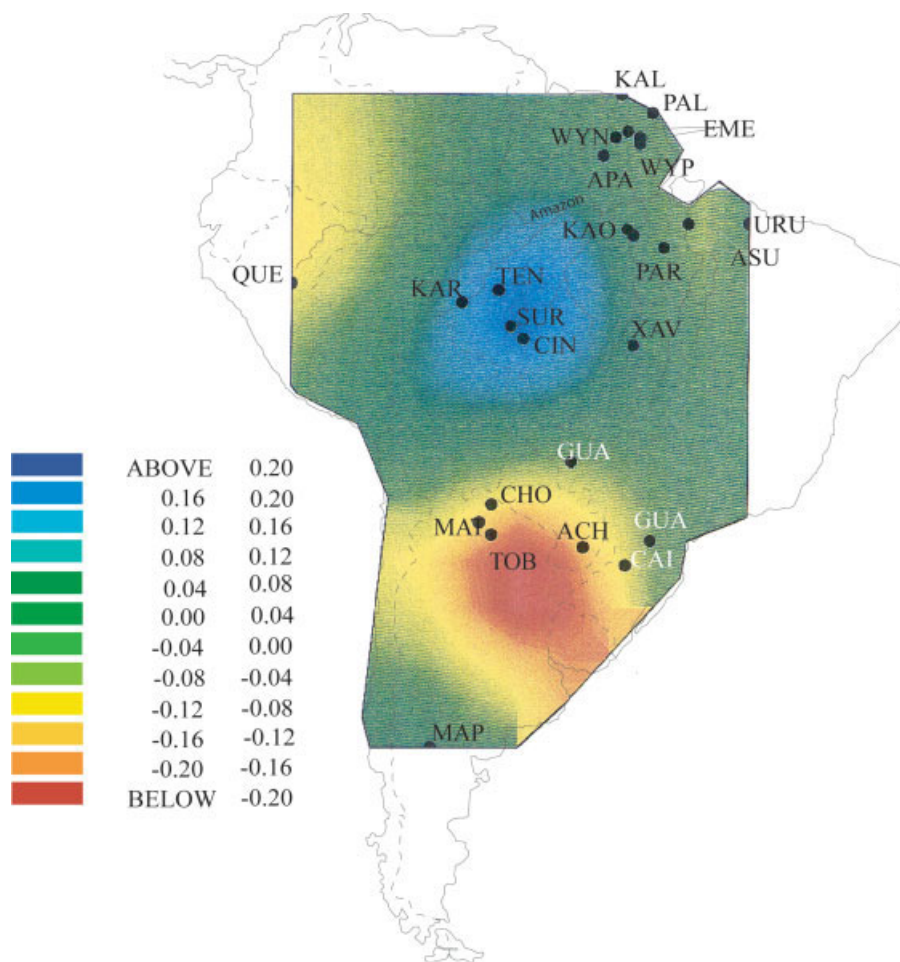 KAL
PAL
EME
WYN
WYP
APA
Amazon
KAO
URU
ASU
PAR
QUE
KAR
TEN
SUR
CIN
XAV
GUA
CHO
MAT
ACH
GUA
TOB
CAI
MAP
ABOVE 0.20
0.16 0.20
0.12 0.16
0.08 0.12
0.04 0.08
0.00 0.04
-0.04 0.00
-0.08 -0.04
-0.12 -0.08
-0.16 -0.12
-0.20 -0.16
BELOW -0.20